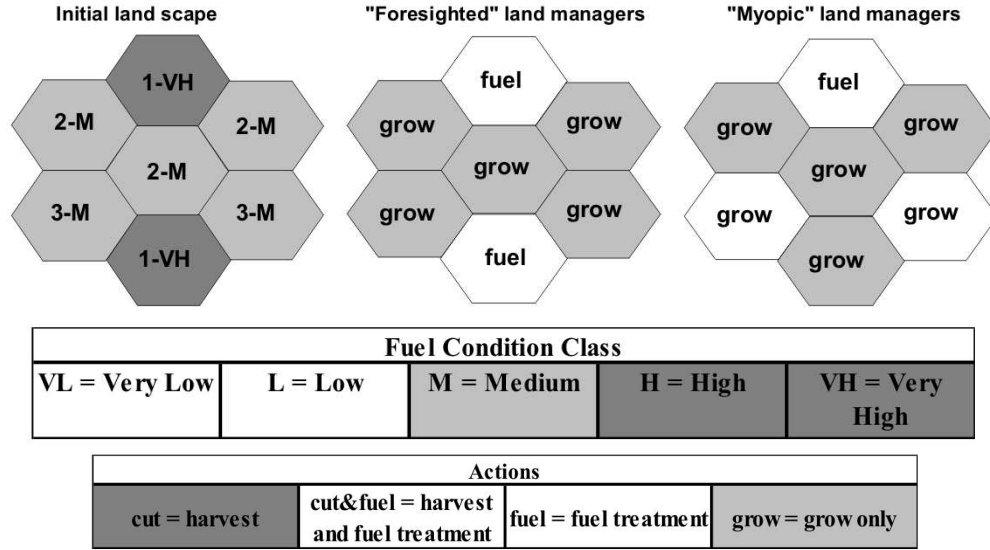 Initial land scape
"Foresighted" land managers
"Myopic" land managers
1-VH
2-M
2-M
2-M
3-M
3-M
1-VH
fuel
grow
grow
grow
grow
grow
fuel
fuel
grow
grow
grow
grow
grow
grow
Fuel Condition Class
VL = Very Low
L = Low
M = Medium
H = High
VH = Very
High
Actions
cut = harvest
cut&fuel = harvest
and fuel treatment
fuel = fuel treatment
grow = grow only